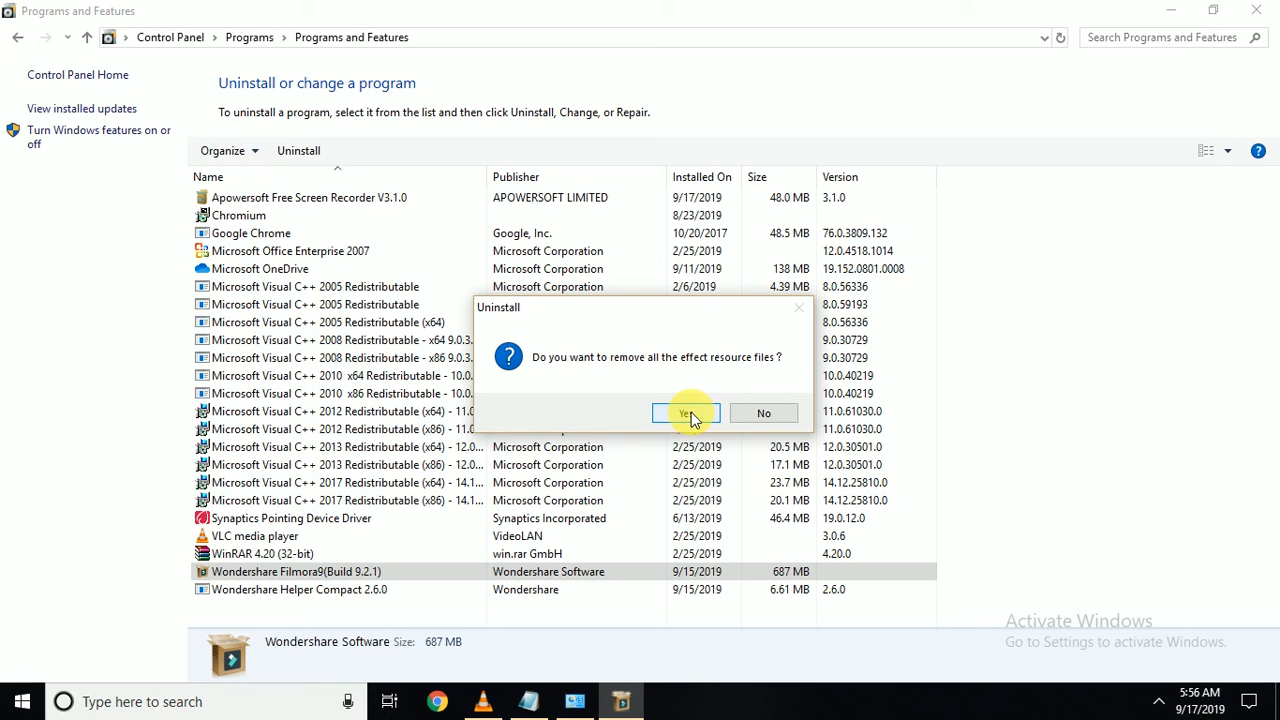 Programs and Features
Control Panel > Programs > Programs and Features
Search Programs and Features
Control Panel Home
View installed updates
Turn Windows features on or off
Uninstall or change a program
To uninstall a program, select it from the list and then click Uninstall, Change, or Repair.
Organize Uninstall
Name Publisher Installed On Size Version
Apowersoft Free Screen Recorder V3.1.0 APOWERSOFT LIMITED 9/17/2019 48.0 MB 3.1.0
Chromium 8/23/2019
Google Chrome Google, Inc. 10/20/2017 48.5 MB 76.0.3809.132
Microsoft Office Enterprise 2007 Microsoft Corporation 2/25/2019 12.0.4518.1014
Microsoft OneDrive Microsoft Corporation 9/11/2019 138 MB 19.152.0801.0008
Microsoft Visual C++ 2005 Redistributable Microsoft Corporation 2/6/2019 4.39 MB 8.0.56336
Microsoft Visual C++ 2005 Redistributable 8.0.59193
Microsoft Visual C++ 2005 Redistributable (x64) 8.0.56336
Microsoft Visual C++ 2008 Redistributable - x64 9.0.3... 9.0.30729
Microsoft Visual C++ 2008 Redistributable - x86 9.0.3... 9.0.30729
Microsoft Visual C++ 2010 x64 Redistributable - 10.0... 10.0.40219
Microsoft Visual C++ 2010 x86 Redistributable - 10.0... 10.0.40219
Microsoft Visual C++ 2012 Redistributable (x64) - 11.0... 11.0.61030.0
Microsoft Visual C++ 2012 Redistributable (x86) - 11.0... 11.0.61030.0
Microsoft Visual C++ 2013 Redistributable (x64) - 12.0... Microsoft Corporation 2/25/2019 20.5 MB 12.0.30501.0
Microsoft Visual C++ 2013 Redistributable (x86) - 12.0... Microsoft Corporation 2/25/2019 17.1 MB 12.0.30501.0
Microsoft Visual C++ 2017 Redistributable (x64) - 14.1... Microsoft Corporation 2/25/2019 23.7 MB 14.12.25810.0
Microsoft Visual C++ 2017 Redistributable (x86) - 14.1... Microsoft Corporation 2/25/2019 20.1 MB 14.12.25810.0
Synaptics Pointing Device Driver Synaptics Incorporated 6/13/2019 46.4 MB 19.0.12.0
VLC media player VideoLAN 2/25/2019 3.0.6
WinRAR 4.20 (32-bit) win.rar GmbH 2/25/2019 4.20.0
Wondershare Filmora9(Build 9.2.1) Wondershare Software 9/15/2019 687 MB
Wondershare Helper Compact 2.6.0 Wondershare 9/15/2019 6.61 MB 2.6.0
Uninstall
Do you want to remove all the effect resource files ?
Yes No
Wondershare Software Size: 687 MB
Activate Windows
Go to Settings to activate Windows.
Type here to search
5:56 AM
9/17/2019